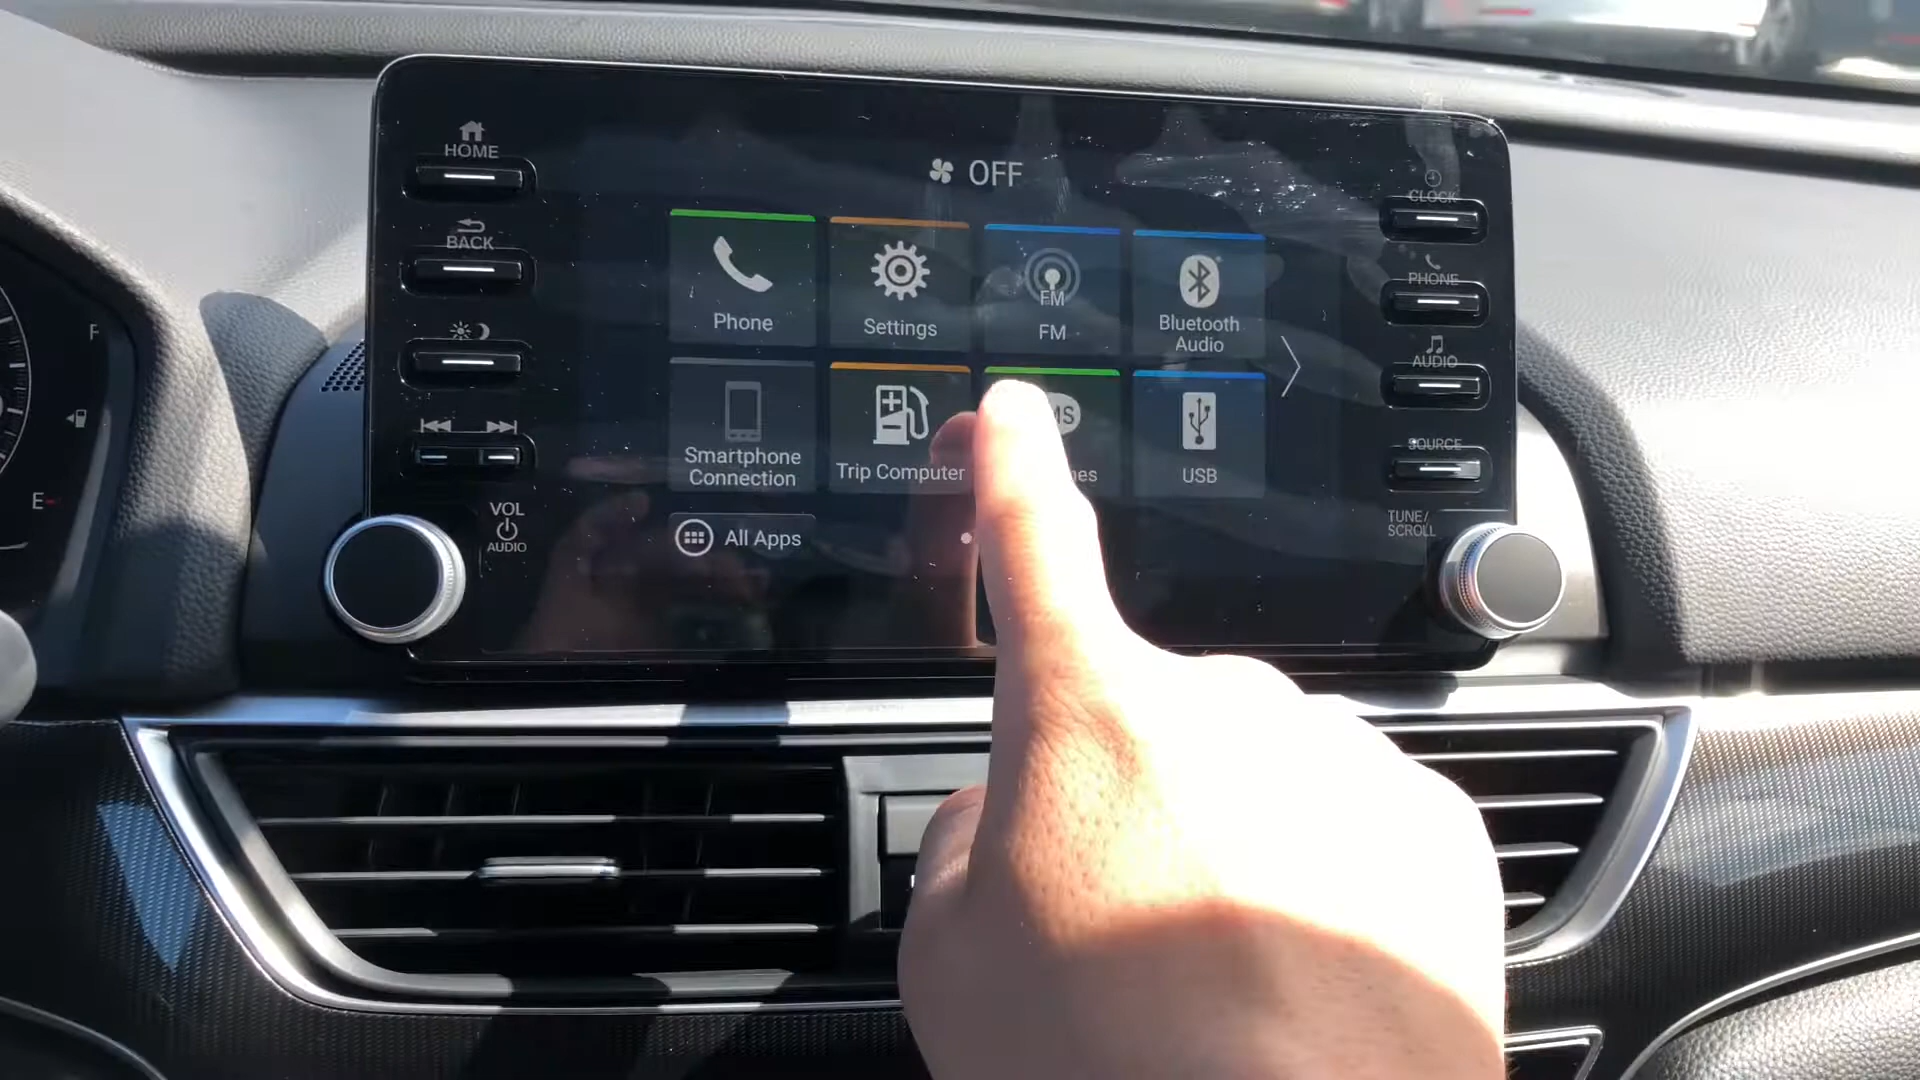 HOME
OFF
CLOCK
BACK
PHONE
Phone
Settings
FM
FM
Bluetooth
Audio
AUDIO
Smartphone
Connection
Trip Computer
USB
SOURCE
VOL
AUDIO
All Apps
TUNE/
SCROLL
F
E